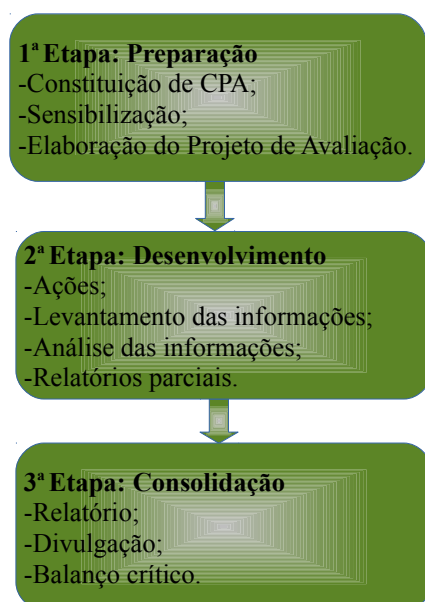 1ª Etapa: Preparação
-Constituição de CPA;
-Sensibilização;
-Elaboração do Projeto de Avaliação.
2ª Etapa: Desenvolvimento
-Ações;
-Levantamento das informações;
-Análise das informações;
-Relatórios parciais.
3ª Etapa: Consolidação
-Relatório;
-Divulgação;
-Balanço crítico.